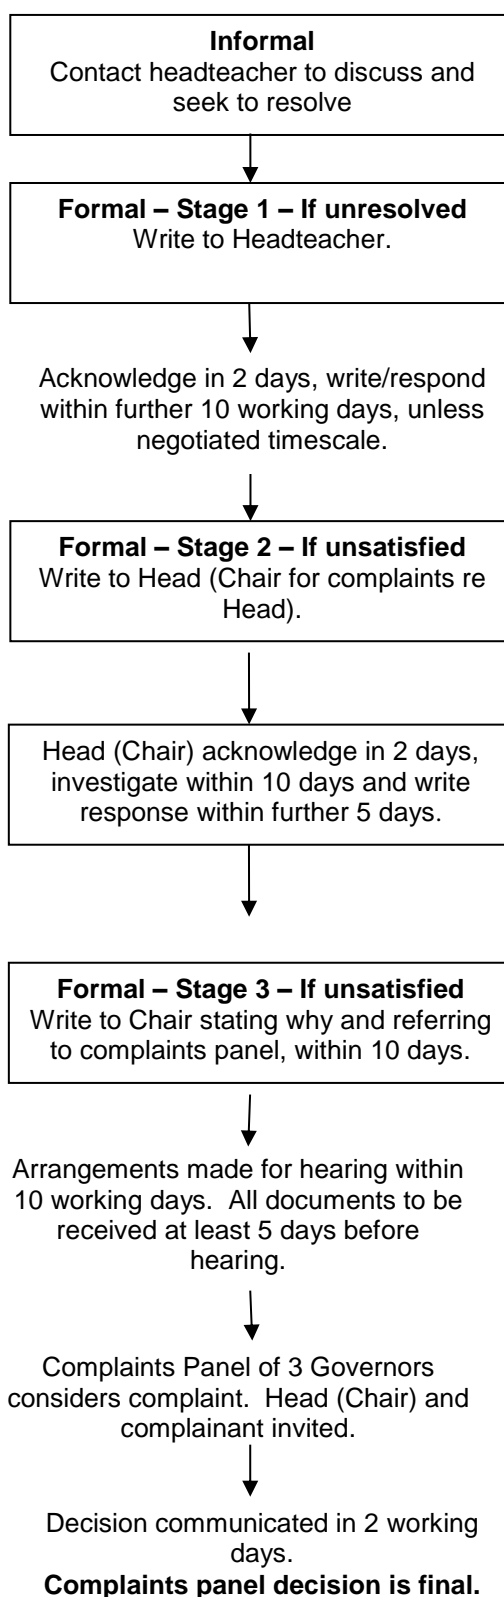 Informal
Contact headteacher to discuss and
seek to resolve
Formal – Stage 1 – If unresolved
Write to Headteacher.
Acknowledge in 2 days, write/respond
within further 10 working days, unless
negotiated timescale.
Formal – Stage 2 – If unsatisfied
Write to Head (Chair for complaints re
Head).
Head (Chair) acknowledge in 2 days,
investigate within 10 days and write
response within further 5 days.
Formal – Stage 3 – If unsatisfied
Write to Chair stating why and referring
to complaints panel, within 10 days.
Arrangements made for hearing within
10 working days. All documents to be
received at least 5 days before
hearing.
Complaints Panel of 3 Governors
considers complaint. Head (Chair) and
complainant invited.
Decision communicated in 2 working
days.
Complaints panel decision is final.